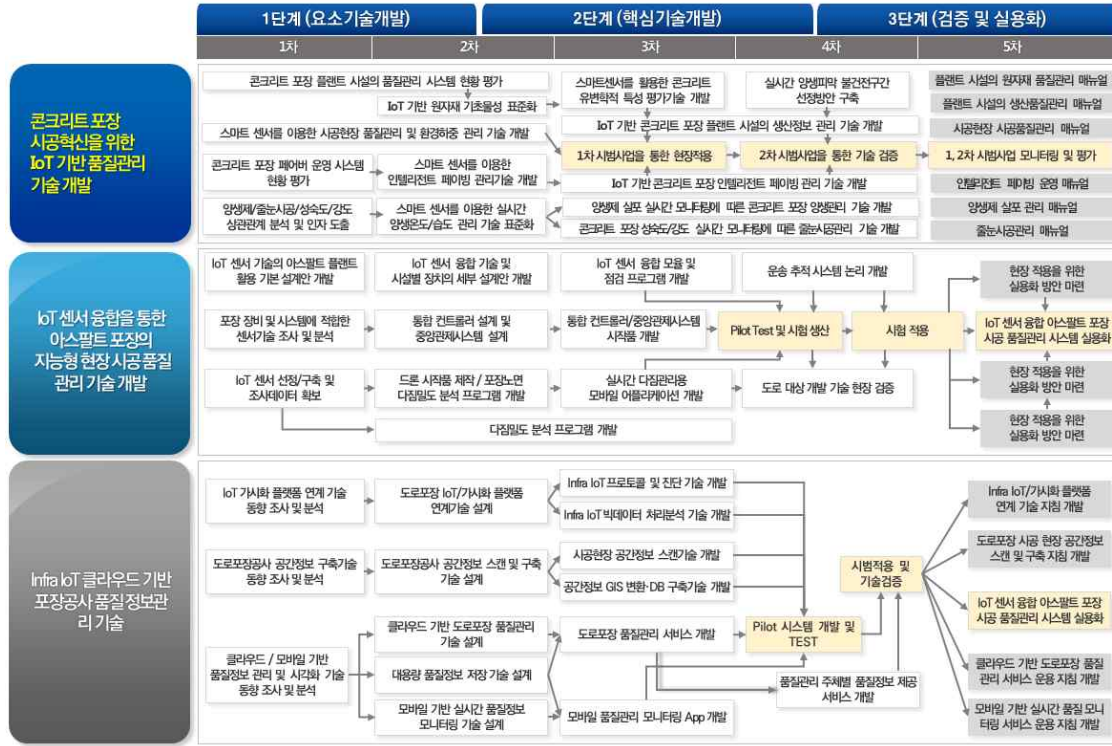 1단계 (요소기술개발)
2단계 (핵심기술개발)
3단계 (검증 및 실용화)
1차
2차
3차
4차
5차
콘크리트 포장
시공혁신을 위한
IoT 기반 품질관리
기술 개발
콘크리트 포장 플랜트 시설의 품질관리 시스템 현황 평가
IoT 기반 원자재 기초물성 표준화
스마트센서를 활용한 콘크리트
유변학적 특성 평가기술 개발
실시간 양생피막 불건전구간
선정방안 구축
플랜트 시설의 원자재 품질관리 매뉴얼
플랜트 시설의 생산품질관리 매뉴얼
스마트 센서를 이용한 시공현장 품질관리 및 환경하중 관리 기술 개발
IoT 기반 콘크리트 포장 플랜트 시설의 생산정보 관리 기술 개발
시공현장 시공품질관리 매뉴얼
콘크리트 포장 페이버 운영 시스템
현황 평가
스마트 센서를 이용한
인텔리전트 페이빙 관리기술 개발
1차 시범사업을 통한 현장적용
2차 시범사업을 통한 기술 검증
1, 2차 시범사업 모니터링 및 평가
IoT 기반 콘크리트 포장 인텔리전트 페이빙 관리 기술 개발
인텔리전트 페이빙 운영 매뉴얼
양생제/줄눈시공/성숙도/강도
상관관계 분석 및 인자 도출
스마트 센서를 이용한 실시간
양생온도/습도 관리 기술 표준화
양생제 살포 실시간 모니터링에 따른 콘크리트 포장 양생관리 기술 개발
콘크리트 포장 성숙도/강도 실시간 모니터링에 따른 줄눈시공관리 기술 개발
양생제 살포 관리 매뉴얼
줄눈시공관리 매뉴얼
IoT 센서 융합을 통한
아스팔트 포장의
지능형 현장 시공 품질
관리 기술 개발
IoT 센서 기술의 아스팔트 플랜트
활용 기본 설계안 개발
IoT 센서 융합 기술 및
시설별 장치의 세부 설계안 개발
IoT 센서 융합 모듈 및
점검 프로그램 개발
운송 추적 시스템 논리 개발
현장 적용을 위한
실용화 방안 마련
포장 장비 및 시스템에 적합한
센서기술 조사 및 분석
통합 컨트롤러 설계 및
중앙관제시스템 설계
통합 컨트롤러/중앙관제시스템
시작품 개발
Pilot Test 및 시험 생산
시험 적용
IoT 센서 융합 아스팔트 포장
시공 품질관리 시스템 실용화
IoT 센서 선정/구축 및
조사데이터 확보
드론 시작품 제작 / 포장노면
다짐밀도 분석 프로그램 개발
실시간 다짐관리용
모바일 어플리케이션 개발
도로 대상 개발 기술 현장 검증
현장 적용을 위한
실용화 방안 마련
다짐밀도 분석 프로그램 개발
현장 적용을 위한
실용화 방안 마련
Infra IoT 클라우드 기반
포장공사 품질 정보관
리 기술
IoT 가시화 플랫폼 연계 기술
동향 조사 및 분석
도로포장 IoT/가시화 플랫폼
연계기술 설계
Infra IoT 프로토콜 및 진단 기술 개발
Infra IoT 빅데이터 처리분석 기술 개발
Infra IoT/가시화 플랫폼
연계 기술 지침 개발
도로포장공사 공간정보 구축기술
동향 조사 및 분석
도로포장공사 공간정보 스캔 및 구축
기술 설계
시공현장 공간정보 스캔기술 개발
공간정보 GIS 변환·DB 구축기술 개발
시범적용 및
기술검증
도로포장 시공 현장 공간정보
스캔 및 구축 지침 개발
IoT 센서 융합 아스팔트 포장
시공 품질관리 시스템 실용화
클라우드 / 모바일 기반
품질정보 관리 및 시각화 기술
동향 조사 및 분석
클라우드 기반 도로포장 품질관리
기술 설계
대용량 품질정보 저장 기술 설계
모바일 기반 실시간 품질정보
모니터링 기술 설계
도로포장 품질관리 서비스 개발
Pilot 시스템 개발 및
TEST
품질관리 주체별 품질정보 제공
서비스 개발
모바일 품질관리 모니터링 App 개발
클라우드 기반 도로포장 품질
관리 서비스 운용 지침 개발
모바일 기반 실시간 품질 모니
터링 서비스 운용 지침 개발